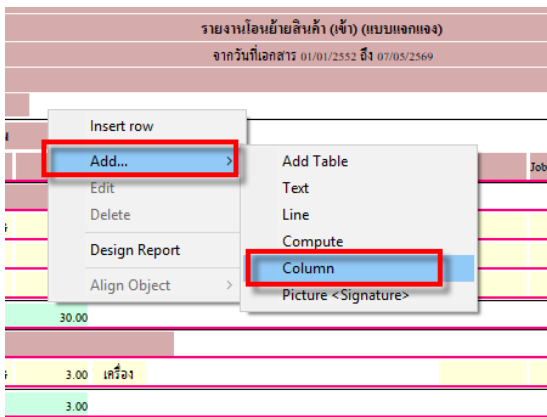 รายงานโอนย้ายสินค้า (เข้า) (แบบแจกแจง)
จากวันที่เอกสาร 01/01/2552 ถึง 07/05/2569
Insert row
Add... >
Add Table
Job
Edit
Text
Delete
Line
Design Report
Compute
Column
Align Object >
Picture <Signature>
30.00
3.00 เครื่อง
3.00